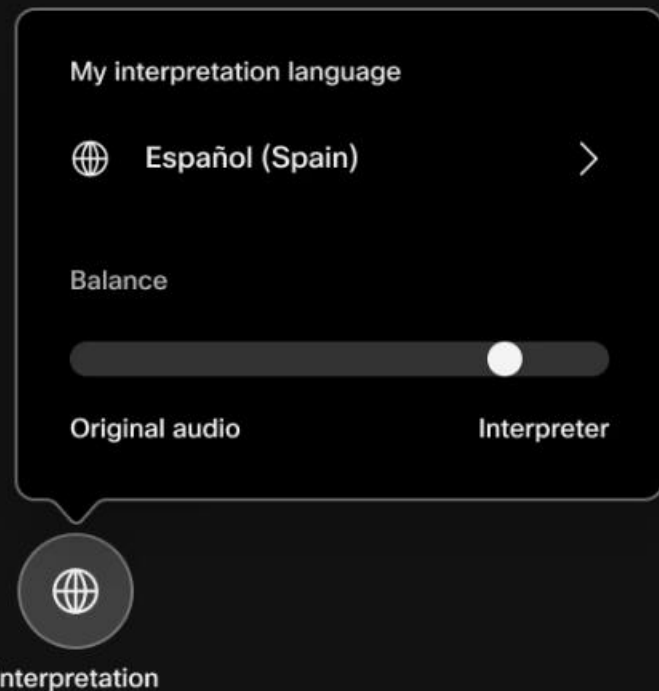 My interpretation language
Español (Spain)
Balance
Original audio Interpreter
nterpretation